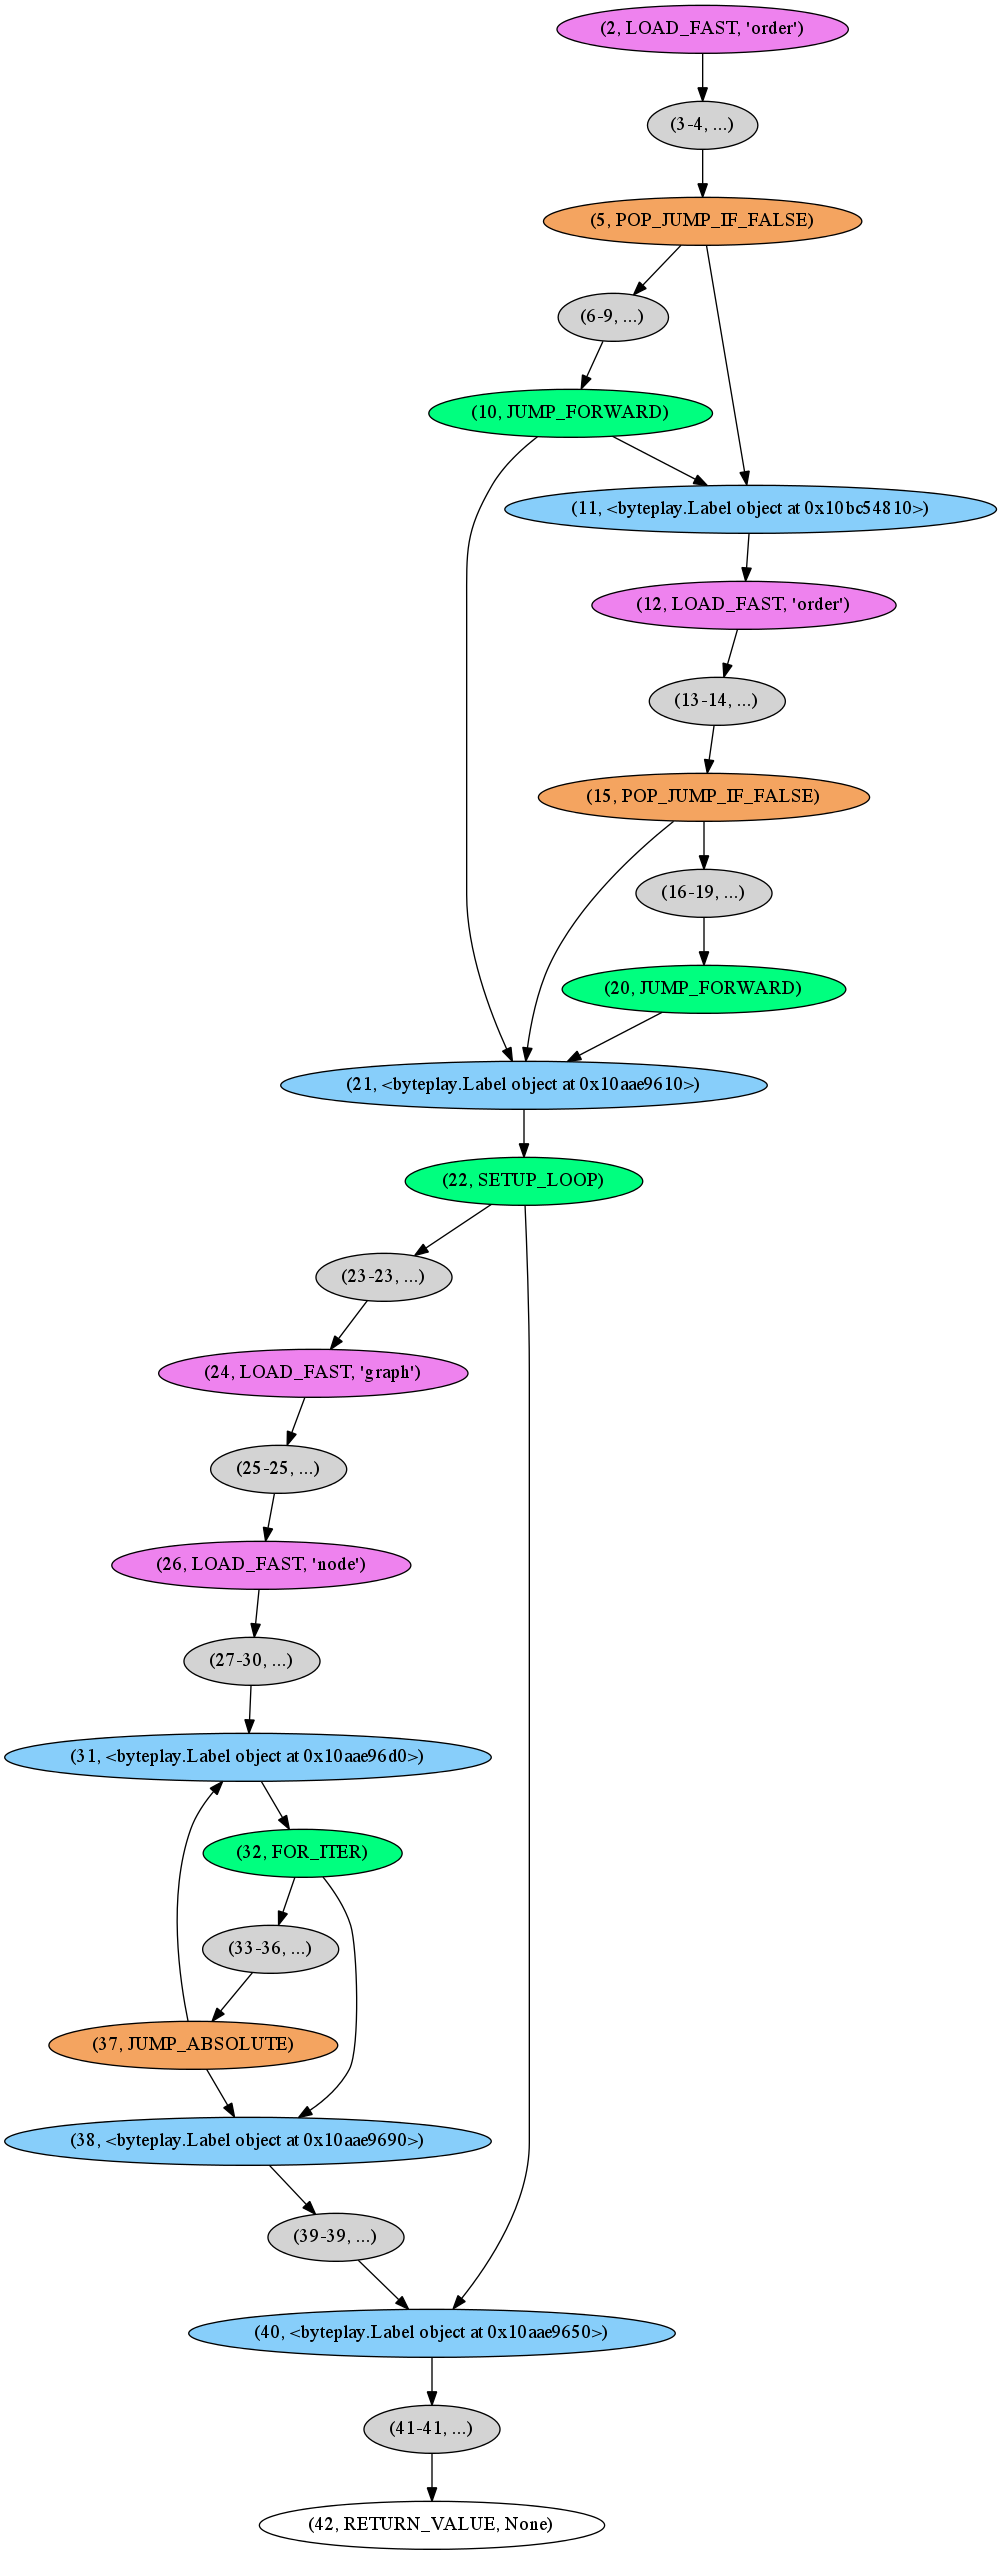 (2, LOAD_FAST, 'order')
(3-4, ...)
(5, POP_JUMP_IF_FALSE)
(6-9, ...)
(10, JUMP_FORWARD)
(11, <byteplay.Label object at 0x10bc54810>)
(12, LOAD_FAST, 'order')
(13-14, ...)
(15, POP_JUMP_IF_FALSE)
(16-19, ...)
(20, JUMP_FORWARD)
(21, <byteplay.Label object at 0x10aae9610>)
(22, SETUP_LOOP)
(23-23, ...)
(24, LOAD_FAST, 'graph')
(25-25, ...)
(26, LOAD_FAST, 'node')
(27-30, ...)
(31, <byteplay.Label object at 0x10aae96d0>)
(32, FOR_ITER)
(33-36, ...)
(37, JUMP_ABSOLUTE)
(38, <byteplay.Label object at 0x10aae9690>)
(39-39, ...)
(40, <byteplay.Label object at 0x10aae9650>)
(41-41, ...)
(42, RETURN_VALUE, None)